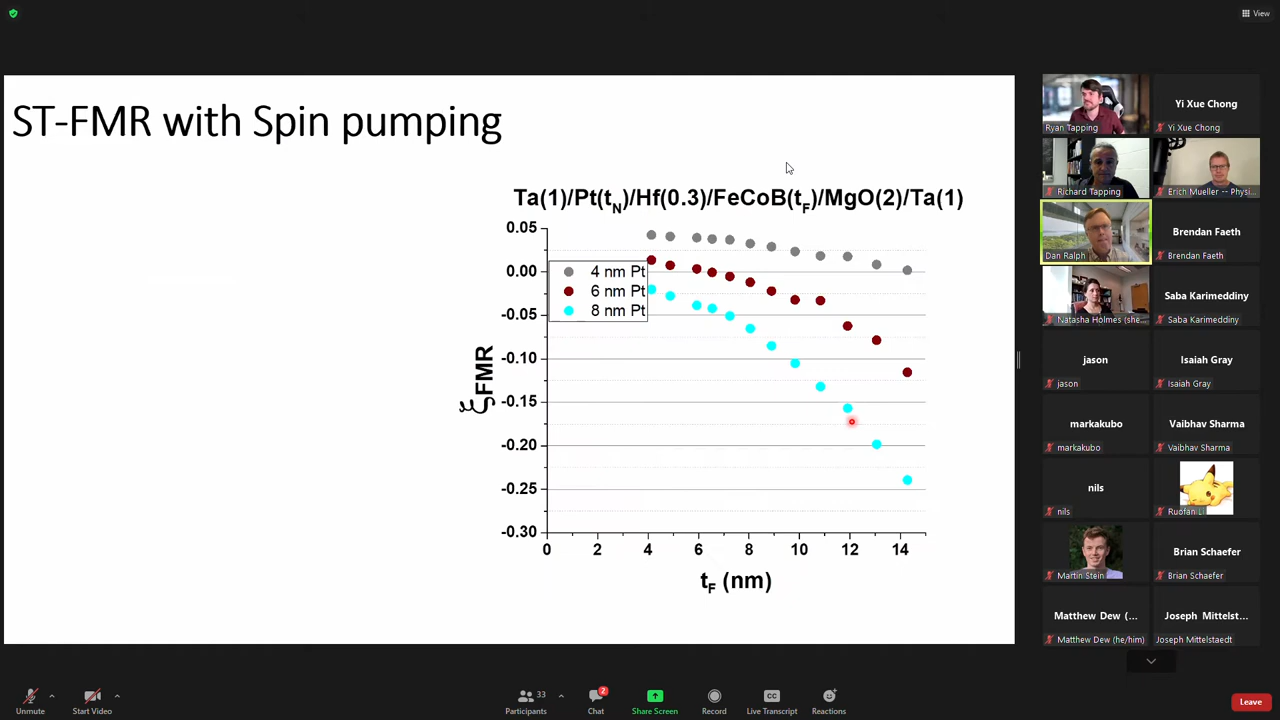 View
ST-FMR with Spin pumping
Ta(1)/Pt(tN)/Hf(0.3)/FeCoB(tF)/MgO(2)/Ta(1)
0.05
0.00
-0.05
-0.10
-0.15
-0.20
-0.25
-0.30
ξFMR
4 nm Pt
6 nm Pt
8 nm Pt
0 2 4 6 8 10 12 14
tF (nm)
Ryan Tapping
Yi Xue Chong
Yi Xue Chong
Richard Tapping
Erich Mueller -- Physi...
Dan Ralph
Brendan Faeth
Brendan Faeth
Natasha Holmes (she...
Saba Karimeddiny
Saba Karimeddiny
jason
jason
Isaiah Gray
Isaiah Gray
markakubo
markakubo
Vaibhav Sharma
Vaibhav Sharma
nils
nils
Ruofan Li
Martin Stein
Brian Schaefer
Brian Schaefer
Matthew Dew (...
Matthew Dew (he/him)
Joseph Mittelst...
Joseph Mittelstaedt
Unmute
Start Video
33
Participants
2
Chat
Share Screen
Record
CC
Live Transcript
Reactions
Leave